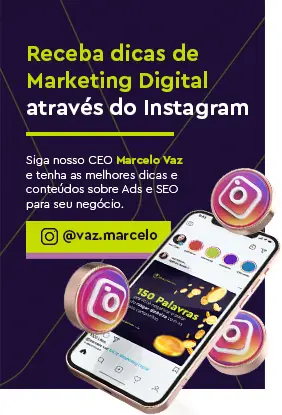 Receba dicas de
Marketing Digital
através do Instagram
Siga nosso CEO Marcelo Vaz
e tenha as melhores dicas e
conteúdos sobre Ads e SEO
para seu negócio.
@vaz.marcelo
150 Palavras